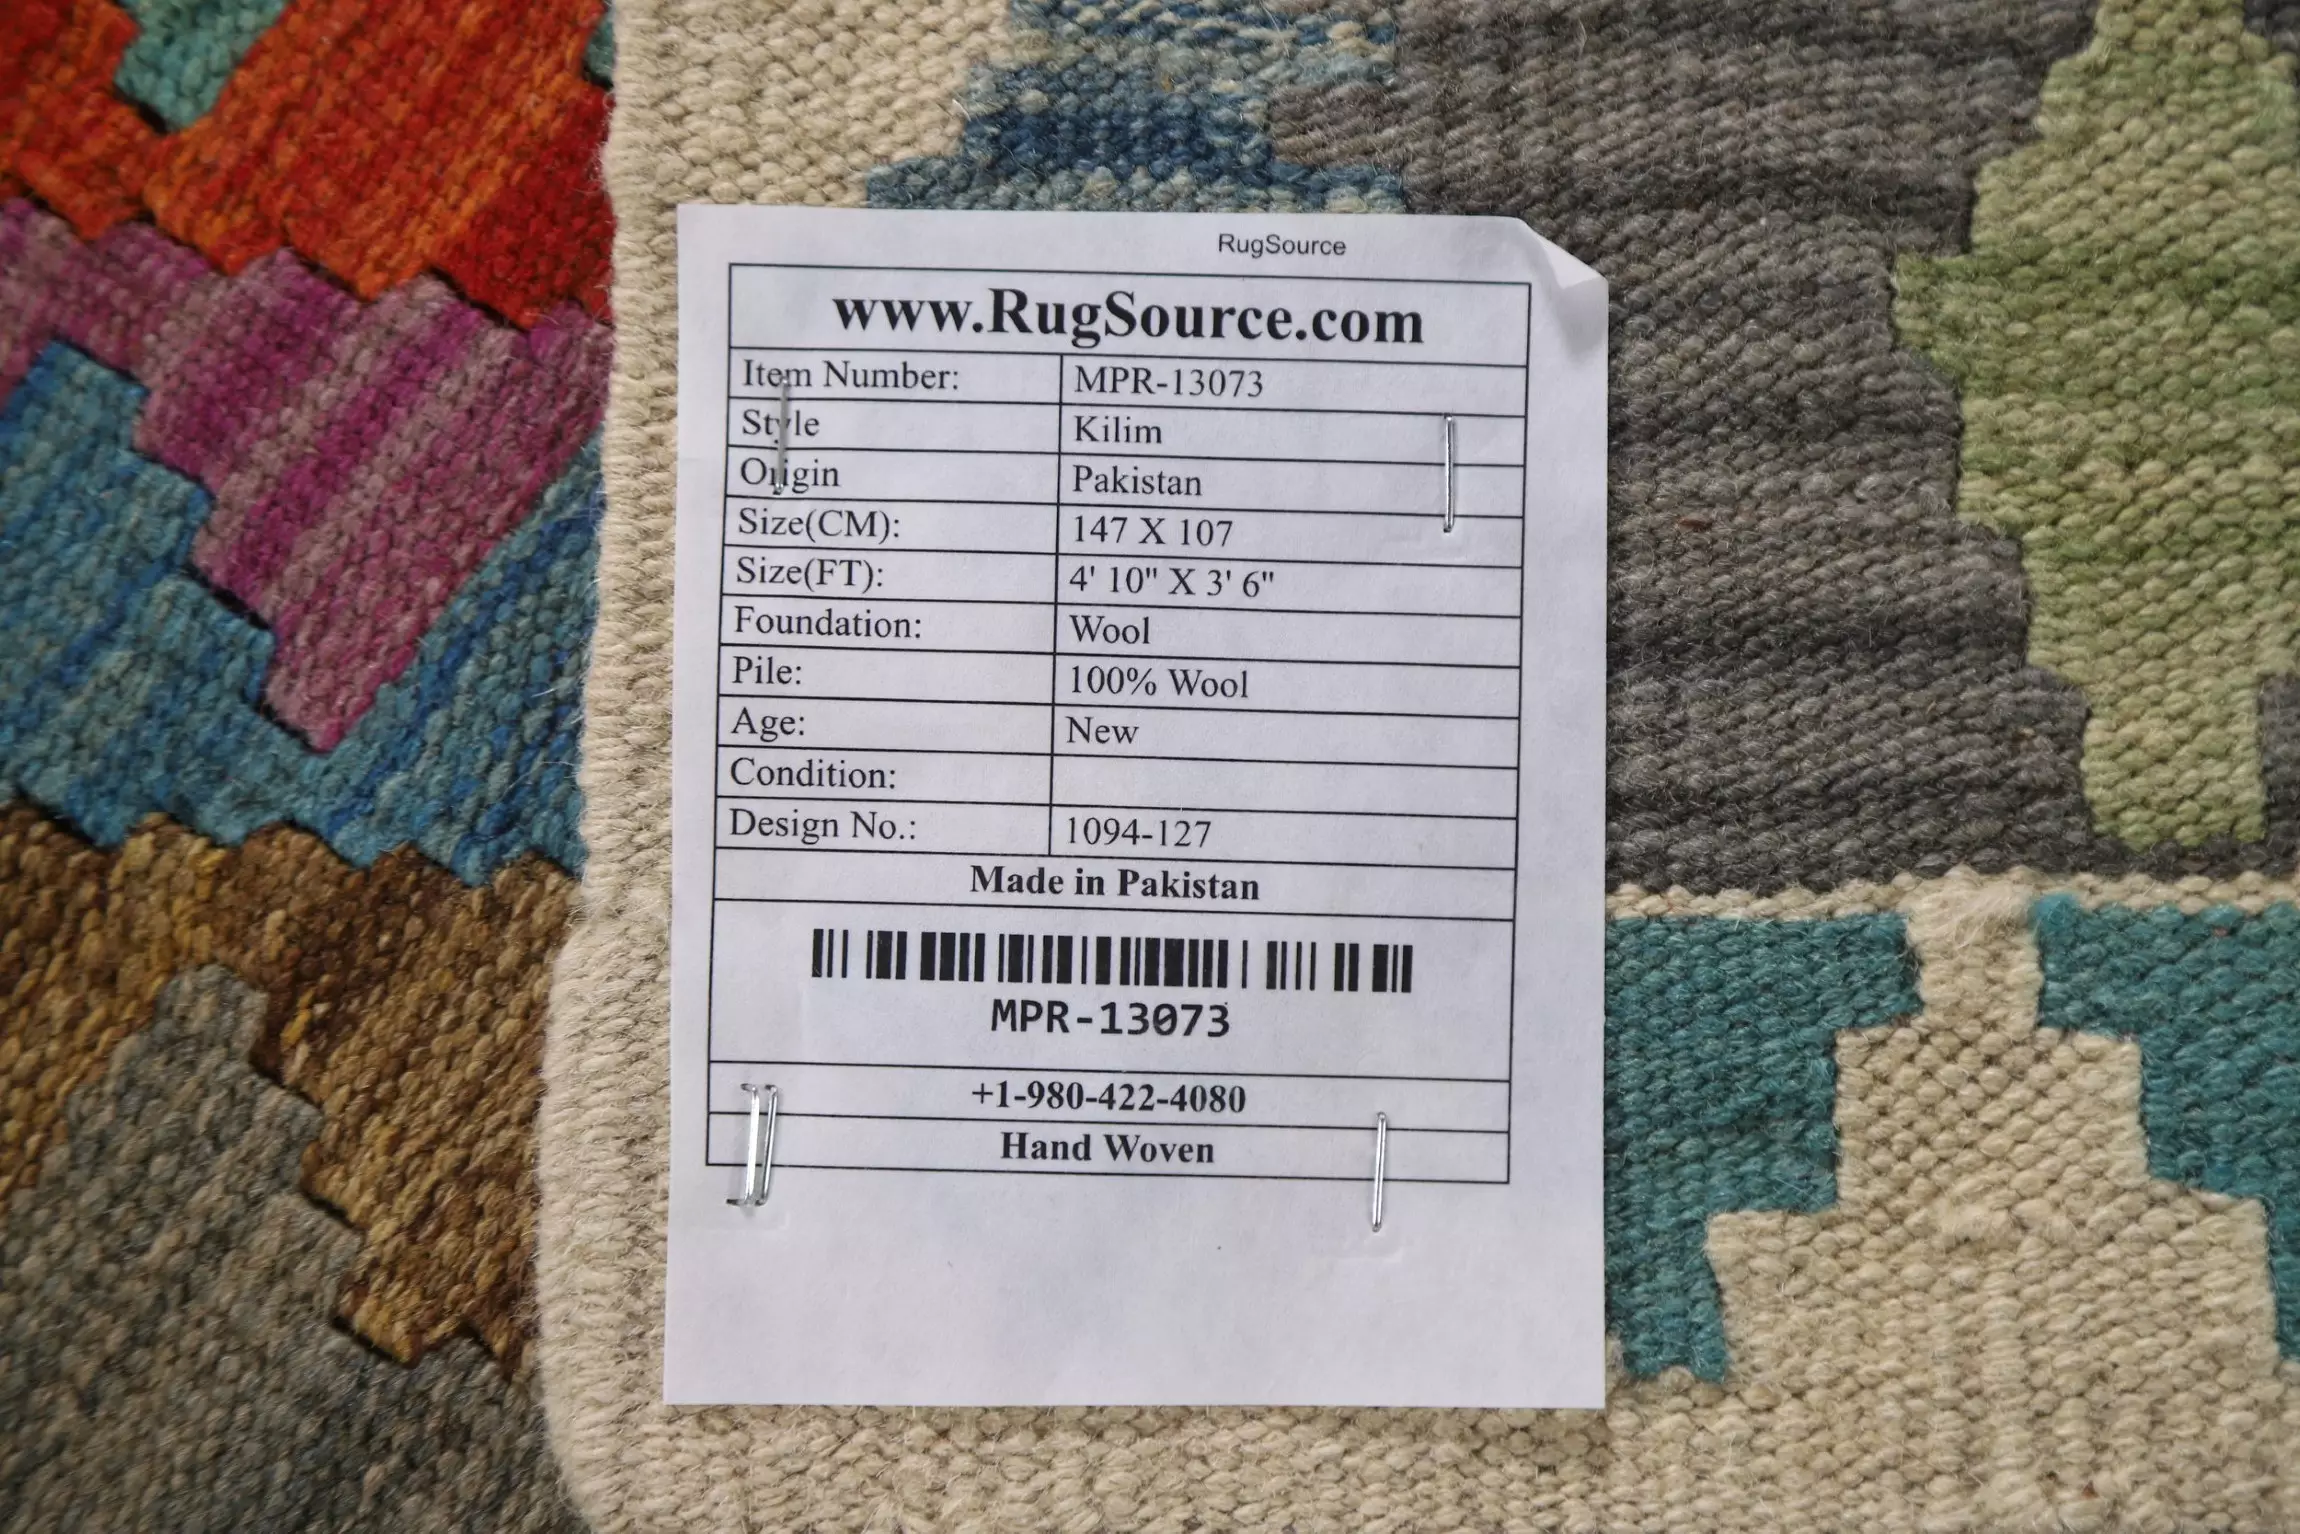 RugSource
www.RugSource.com
Item Number: MPR-13073
Style Kilim
Origin Pakistan
Size(CM): 147 X 107
Size(FT): 4' 10" X 3' 6"
Foundation: Wool
Pile: 100% Wool
Age: New
Condition:
Design No.: 1094-127
Made in Pakistan
MPR-13073
+1-980-422-4080
Hand Woven